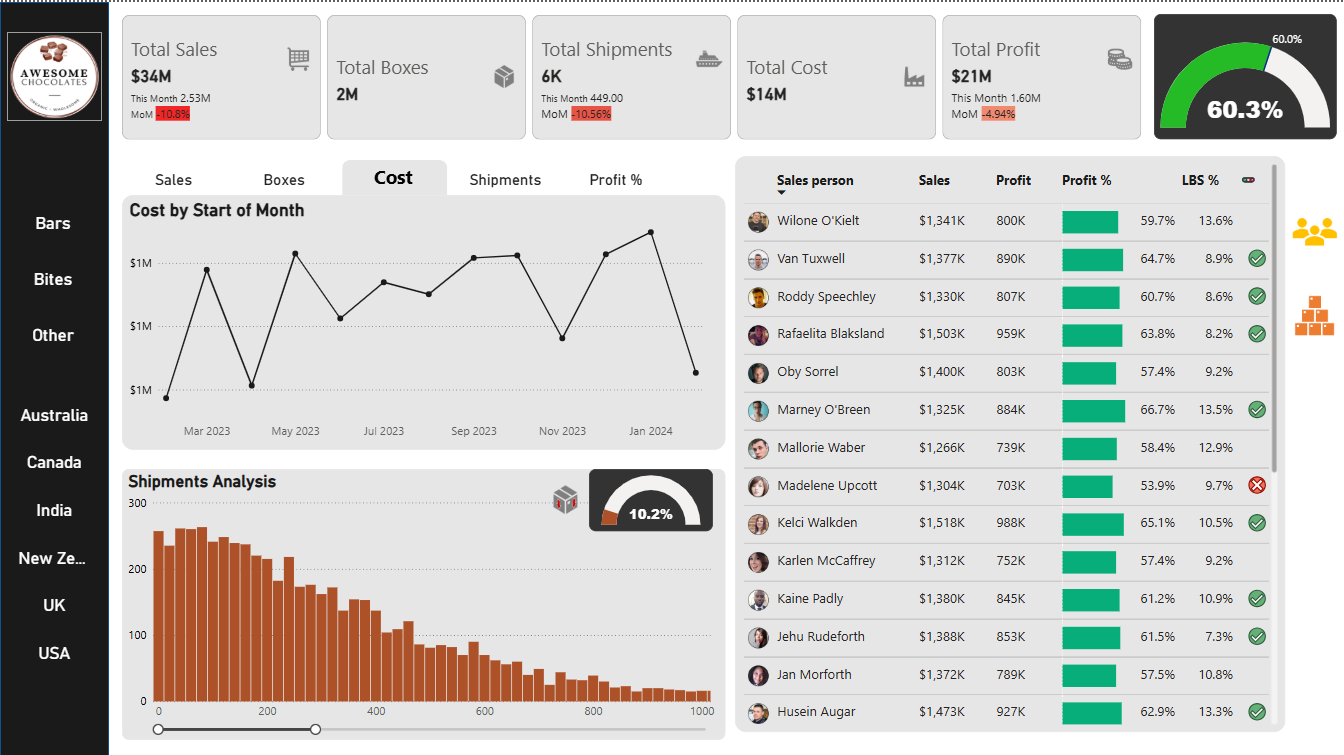 AWESOME
CHOCOLATES
Total Sales
$34M
This Month 2.53M
MoM -10.8%
Total Boxes
2M
Total Shipments
6K
This Month 449.00
MoM -10.56%
Total Cost
$14M
Total Profit
$21M
This Month 1.60M
MoM -4.94%
60.0%
60.3%
Bars
Bites
Other
Australia
Canada
India
New Ze...
UK
USA
Sales Boxes Cost Shipments Profit %
Cost by Start of Month
$1M
$1M
$1M
Mar 2023 May 2023 Jul 2023 Sep 2023 Nov 2023 Jan 2024
Shipments Analysis
10.2%
300
200
100
0
0 200 400 600 800 1000
Sales person Sales Profit Profit % LBS %
Wilone O'Kielt $1,341K 800K 59.7% 13.6%
Van Tuxwell $1,377K 890K 64.7% 8.9%
Roddy Speechley $1,330K 807K 60.7% 8.6%
Rafaelita Blaksland $1,503K 959K 63.8% 8.2%
Oby Sorrel $1,400K 803K 57.4% 9.2%
Marney O'Breen $1,325K 884K 66.7% 13.5%
Mallorie Waber $1,266K 739K 58.4% 12.9%
Madelene Upcott $1,304K 703K 53.9% 9.7%
Kelci Walkden $1,518K 988K 65.1% 10.5%
Karlen McCaffrey $1,312K 752K 57.4% 9.2%
Kaine Padly $1,380K 845K 61.2% 10.9%
Jehu Rudeforth $1,388K 853K 61.5% 7.3%
Jan Morforth $1,372K 789K 57.5% 10.8%
Husein Augar $1,473K 927K 62.9% 13.3%